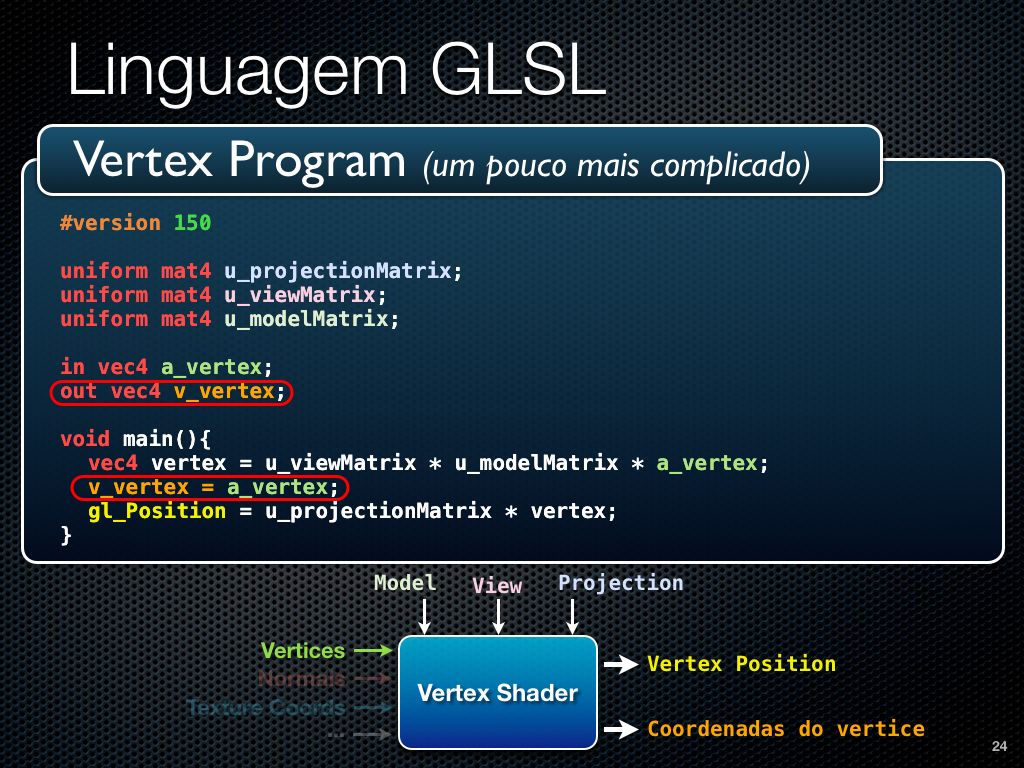 Linguagem GLSL
Vertex Program (um pouco mais complicado)
#version 150
uniform mat4 u_projectionMatrix;
uniform mat4 u_viewMatrix;
uniform mat4 u_modelMatrix;
in vec4 a_vertex;
out vec4 v_vertex;
void main(){
vec4 vertex = u_viewMatrix * u_modelMatrix * a_vertex;
v_vertex = a_vertex;
gl_Position = u_projectionMatrix * vertex;
}
Model View Projection
Vertices
Normais
Texture Coords
...
Vertex Shader
Vertex Position
Coordenadas do vertice
24